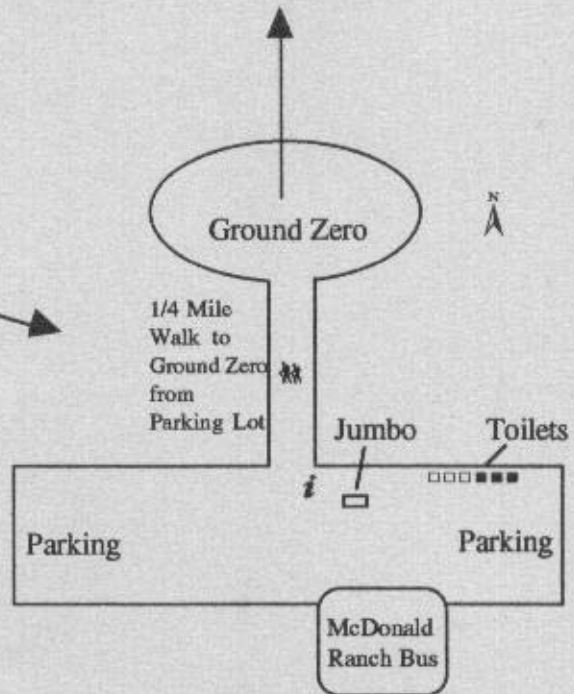 N
Ground Zero
1/4 Mile
Walk to
Ground Zero
from
Parking Lot
Jumbo
Toilets
i
Parking
Parking
McDonald
Ranch Bus